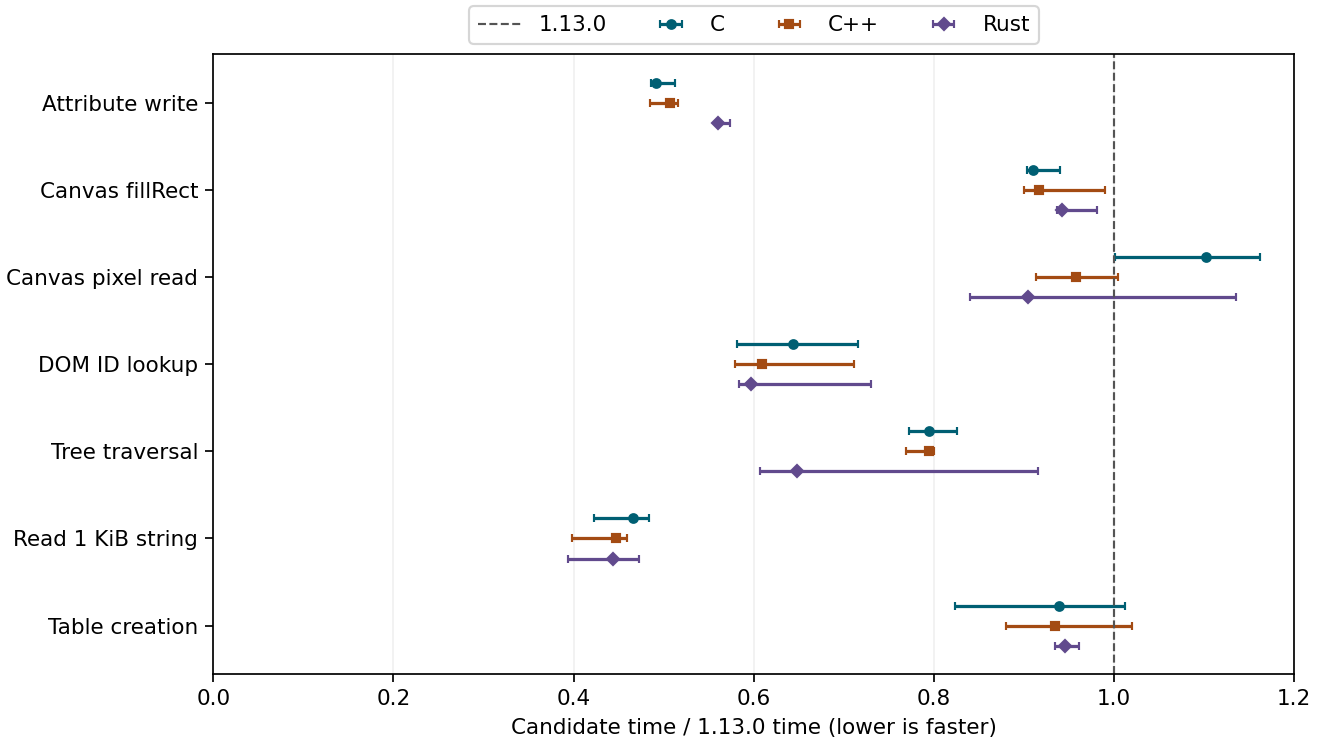 1.13.0 C C++ Rust
Attribute write
Canvas fillRect
Canvas pixel read
DOM ID lookup
Tree traversal
Read 1 KiB string
Table creation
0.0 0.2 0.4 0.6 0.8 1.0 1.2
Candidate time / 1.13.0 time (lower is faster)